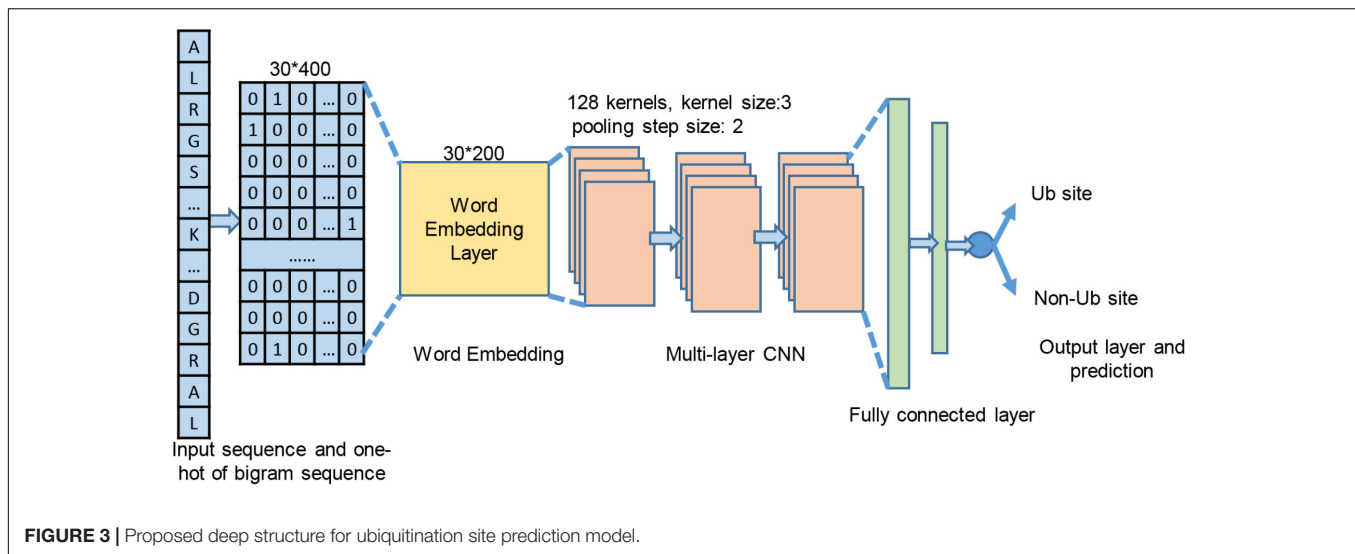 A
L
R
G
S
...
K
...
D
G
R
A
L
30*400
0 1 0 ... 0
1 0 0 ... 0
0 0 0 ... 0
0 0 0 ... 0
0 0 0 ... 1
......
0 0 0 ... 0
0 0 0 ... 0
0 1 0 ... 0
Input sequence and one-
hot of bigram sequence
30*200
Word
Embedding
Layer
Word Embedding
128 kernels, kernel size:3
pooling step size: 2
Multi-layer CNN
Fully connected layer
Ub site
Non-Ub site
Output layer and
prediction
FIGURE 3 | Proposed deep structure for ubiquitination site prediction model.